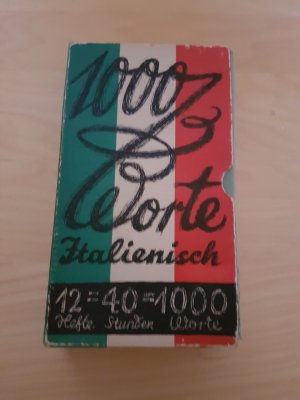 1000
Worte
Italienisch
12=40=1000
Hefte Stunden Worte